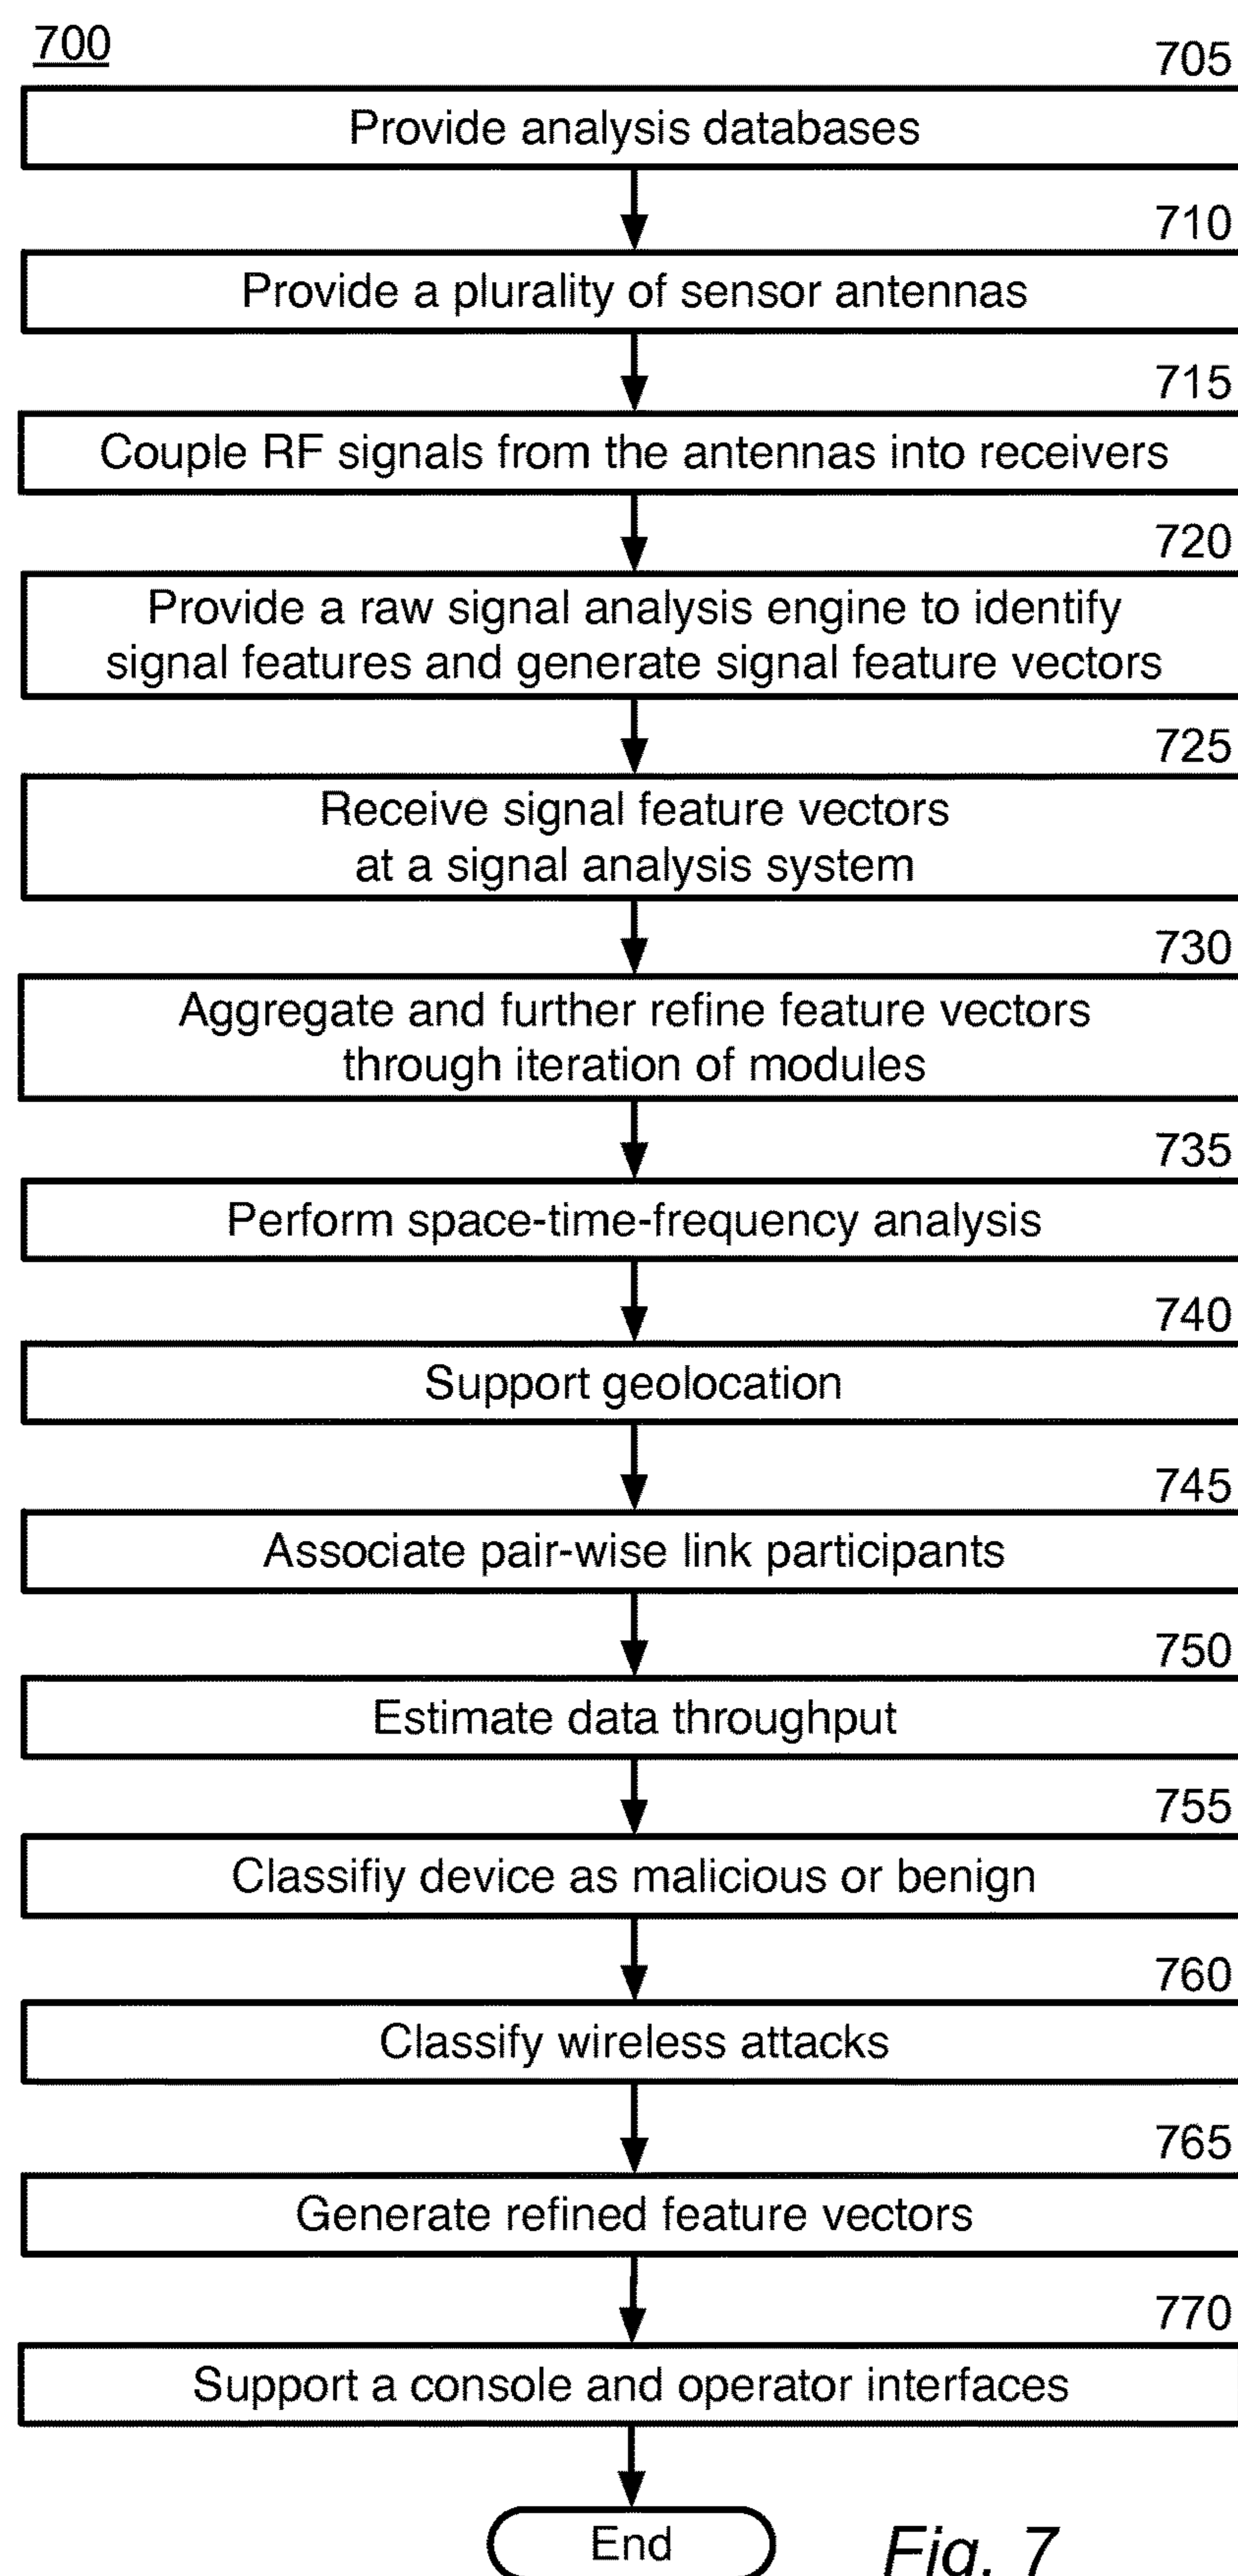 700
705
Provide analysis databases
710
Provide a plurality of sensor antennas
715
Couple RF signals from the antennas into receivers
720
Provide a raw signal analysis engine to identify
signal features and generate signal feature vectors
725
Receive signal feature vectors
at a signal analysis system
730
Aggregate and further refine feature vectors
through iteration of modules
735
Perform space-time-frequency analysis
740
Support geolocation
745
Associate pair-wise link participants
750
Estimate data throughput
755
Classifiy device as malicious or benign
760
Classify wireless attacks
765
Generate refined feature vectors
770
Support a console and operator interfaces
End
Fig. 7